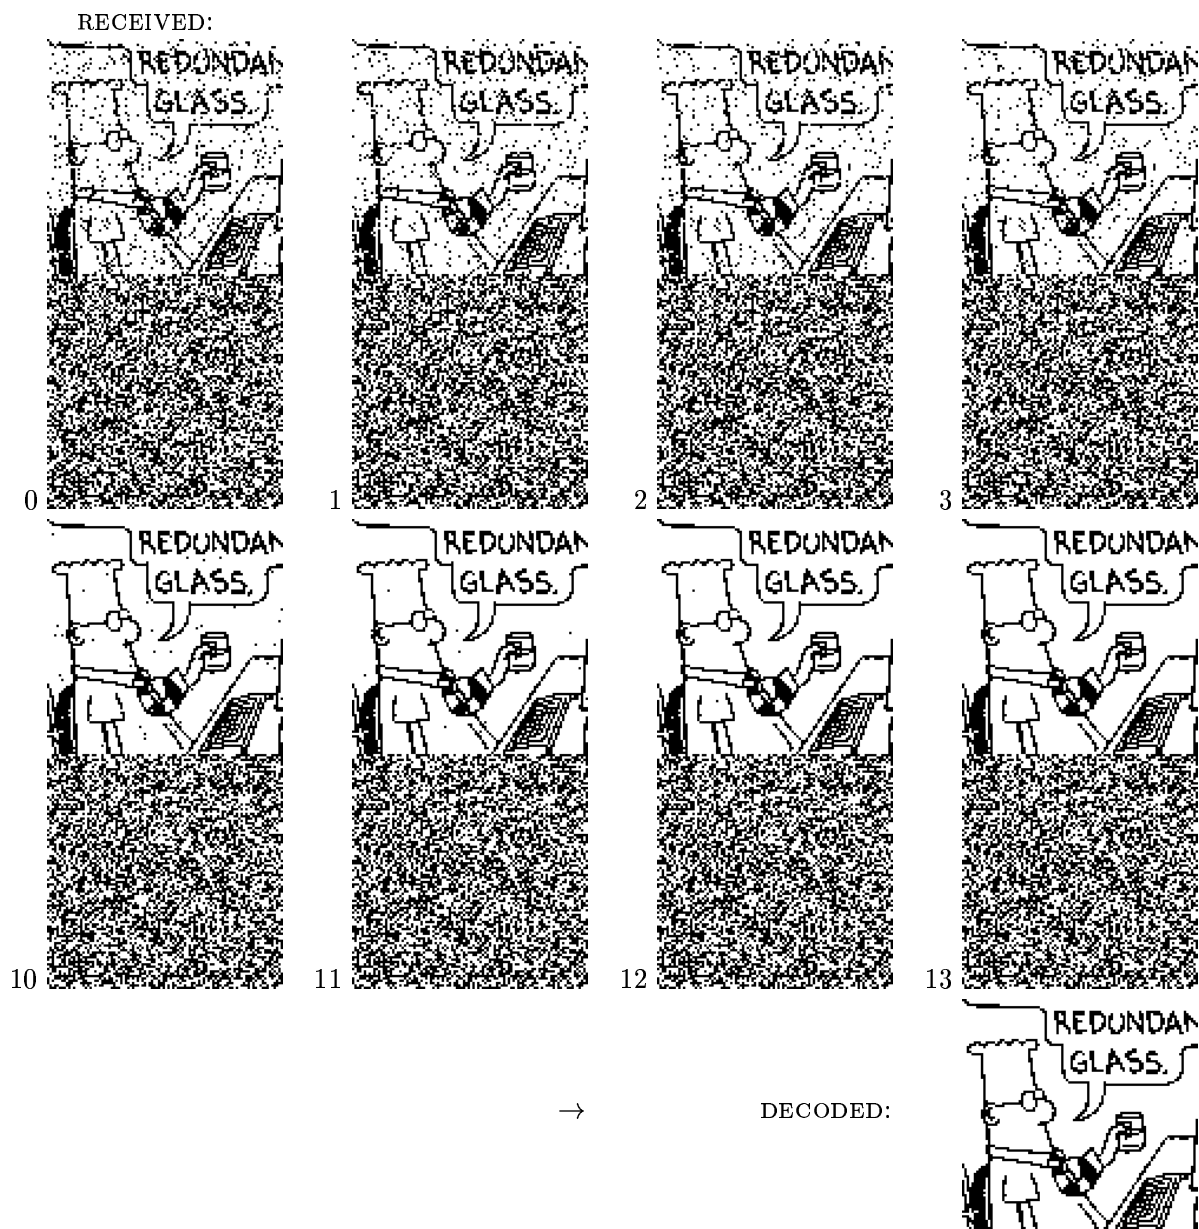 RECEIVED:
REDUNDAN
GLASS.
REDUNDAN
GLASS.
REDUNDAN
GLASS.
REDUNDAN
GLASS.
0
1
2
3
REDUNDAN
GLASS.
REDUNDAN
GLASS.
REDUNDAN
GLASS.
REDUNDAN
GLASS.
10
11
12
13
REDUNDAN
GLASS.
→ DECODED: